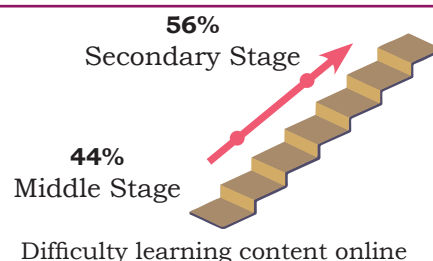 56%
Secondary Stage
44%
Middle Stage
Difficulty learning content online